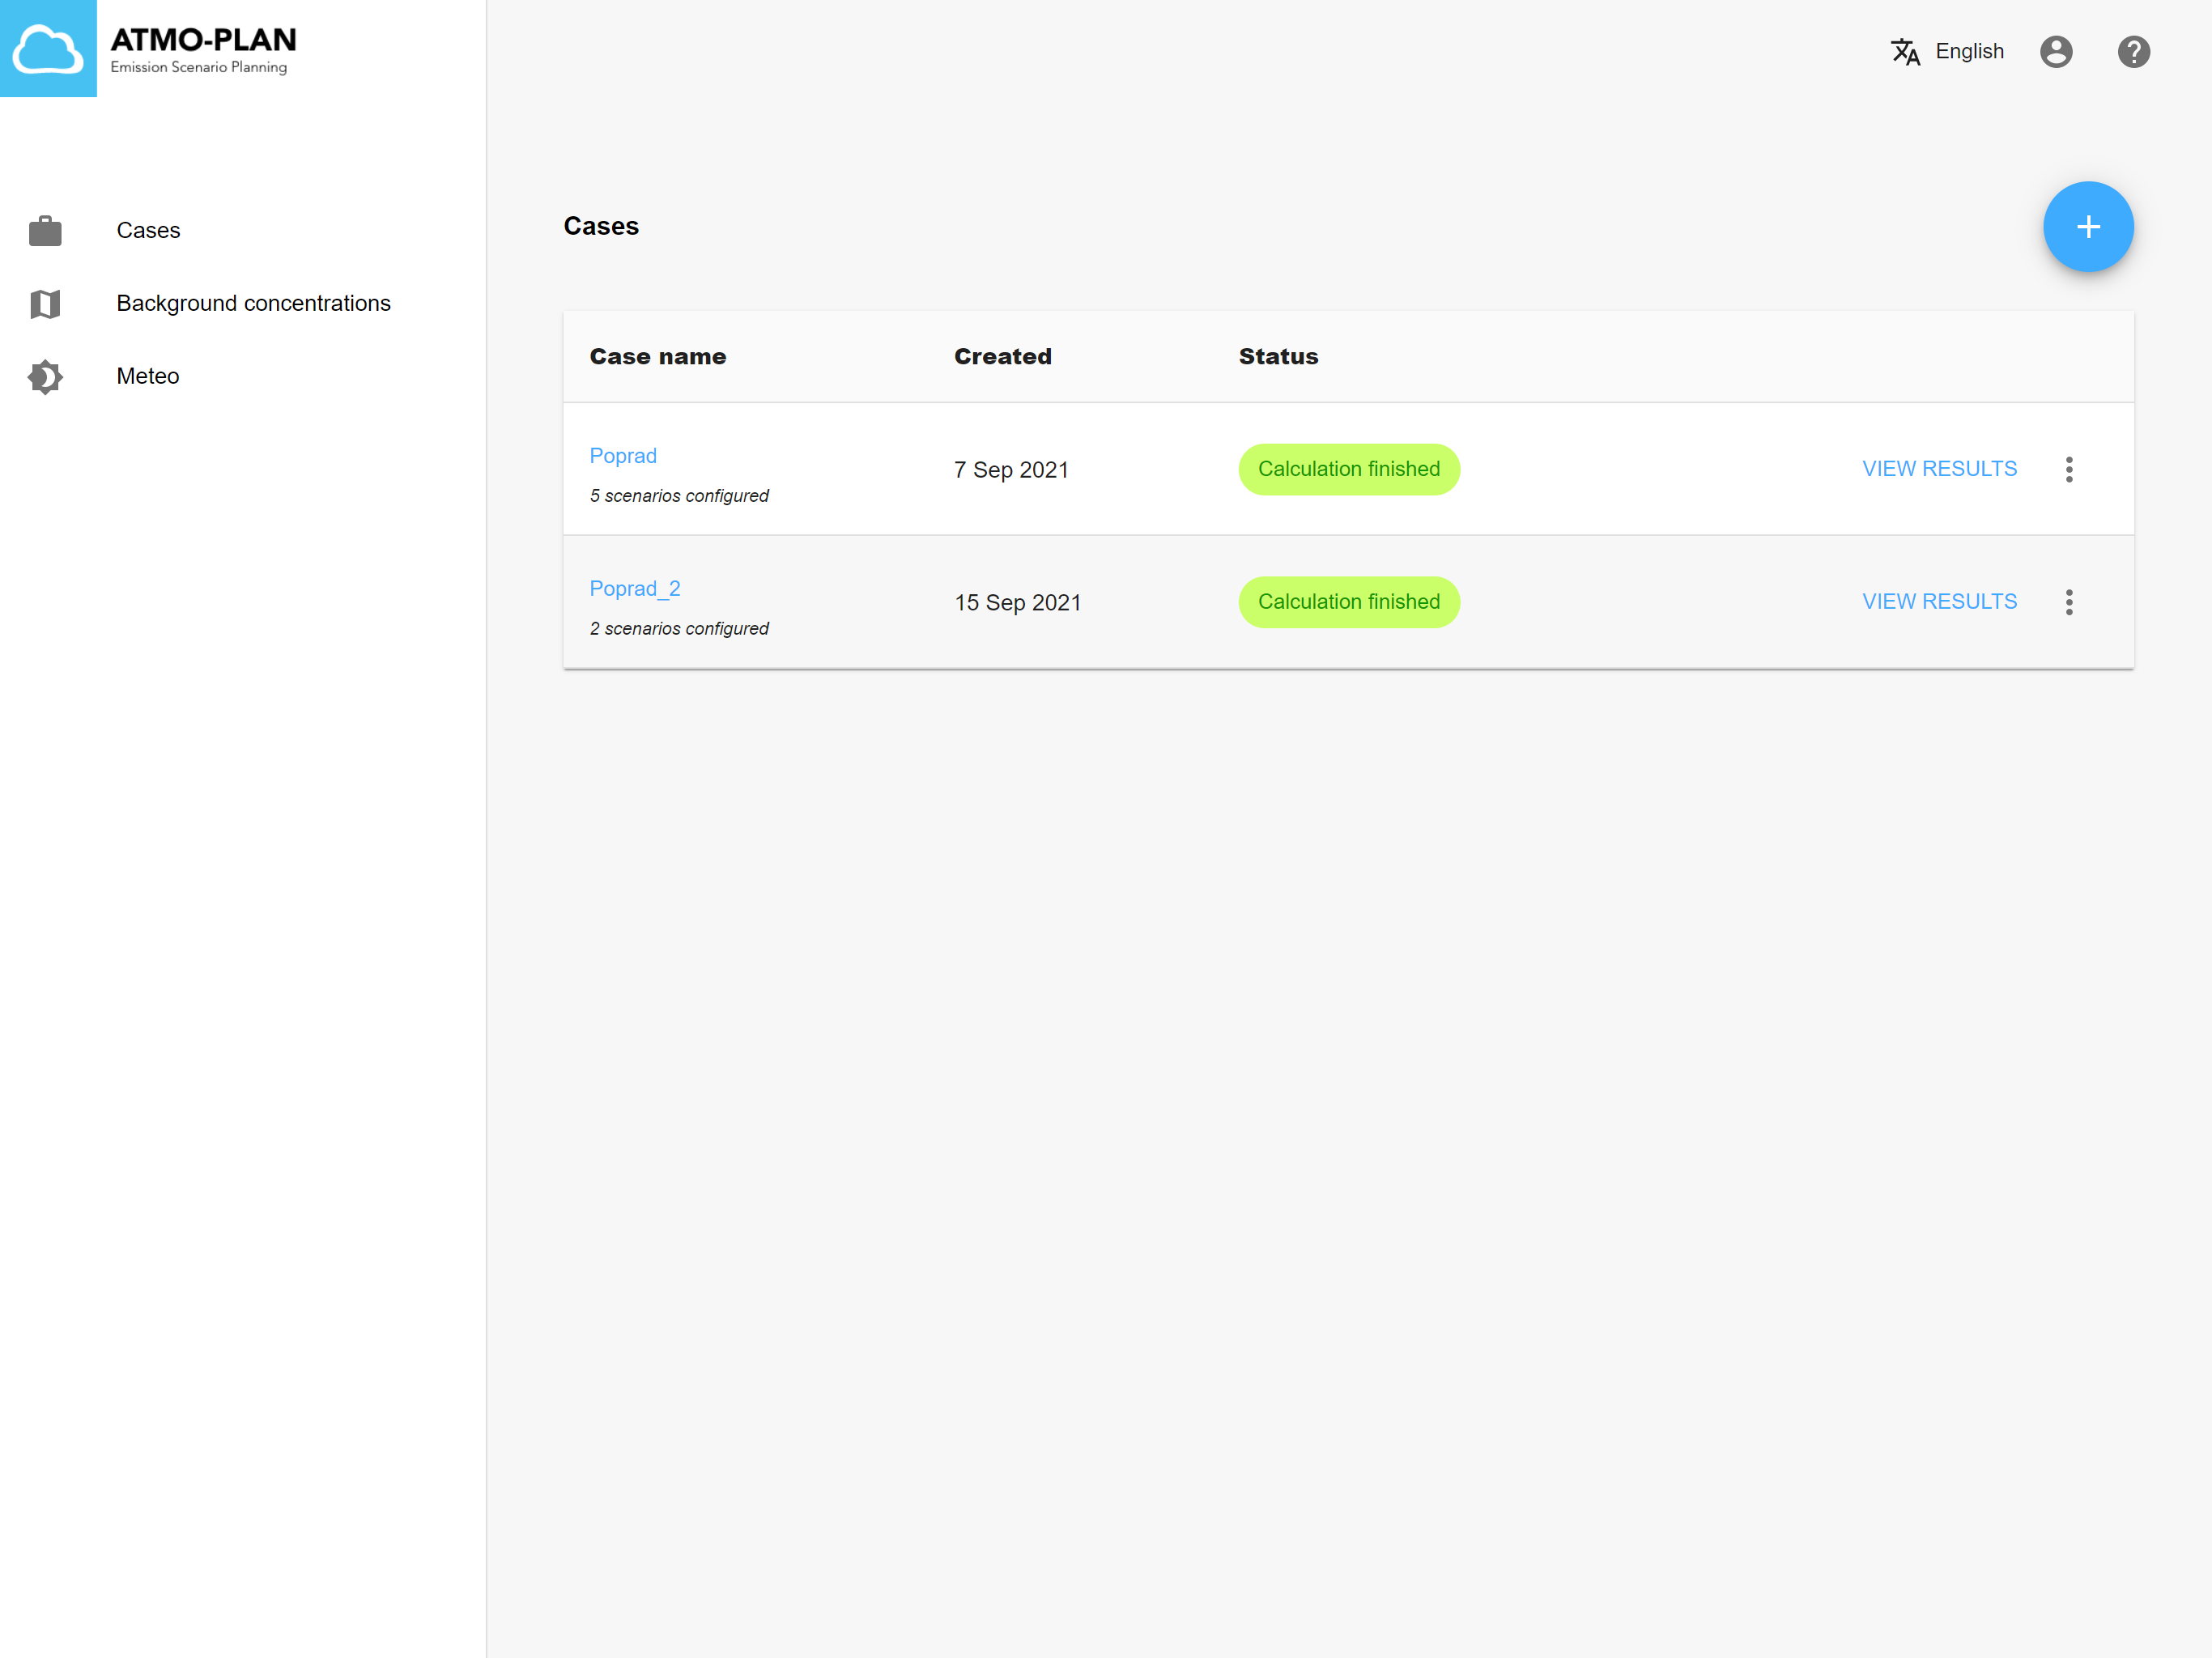 ATMO-PLAN
Emission Scenario Planning
English
Cases
Background concentrations
Meteo
Cases
Case name Created Status
Poprad
5 scenarios configured
7 Sep 2021
Calculation finished
VIEW RESULTS
Poprad_2
2 scenarios configured
15 Sep 2021
Calculation finished
VIEW RESULTS